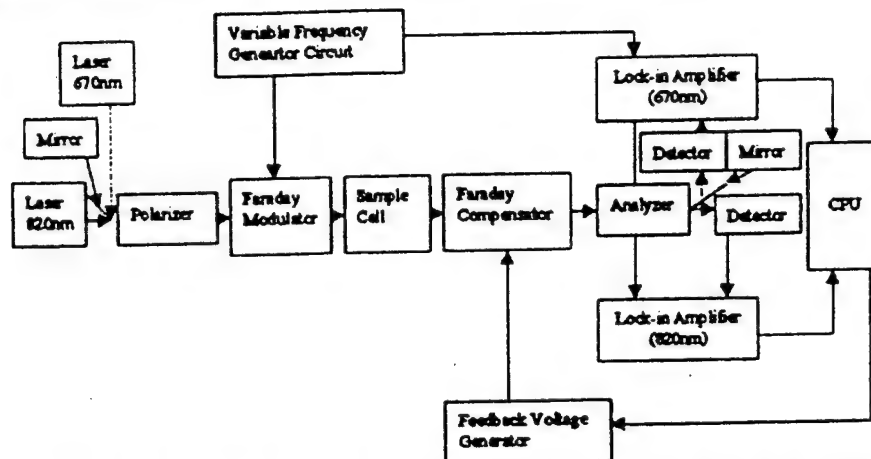 Variable Frequency
Geneartor Circuit
Laser
670nm
Lock-in Amplifier
(670nm)
Mirror
Detector
Mirror
Laser
820nm
Polarizer
Faraday
Modulator
Sample
Cell
Faraday
Compensator
Analyzer
Detector
CPU
Lock-in Amplifier
(820nm)
Feedback Voltage
Generator